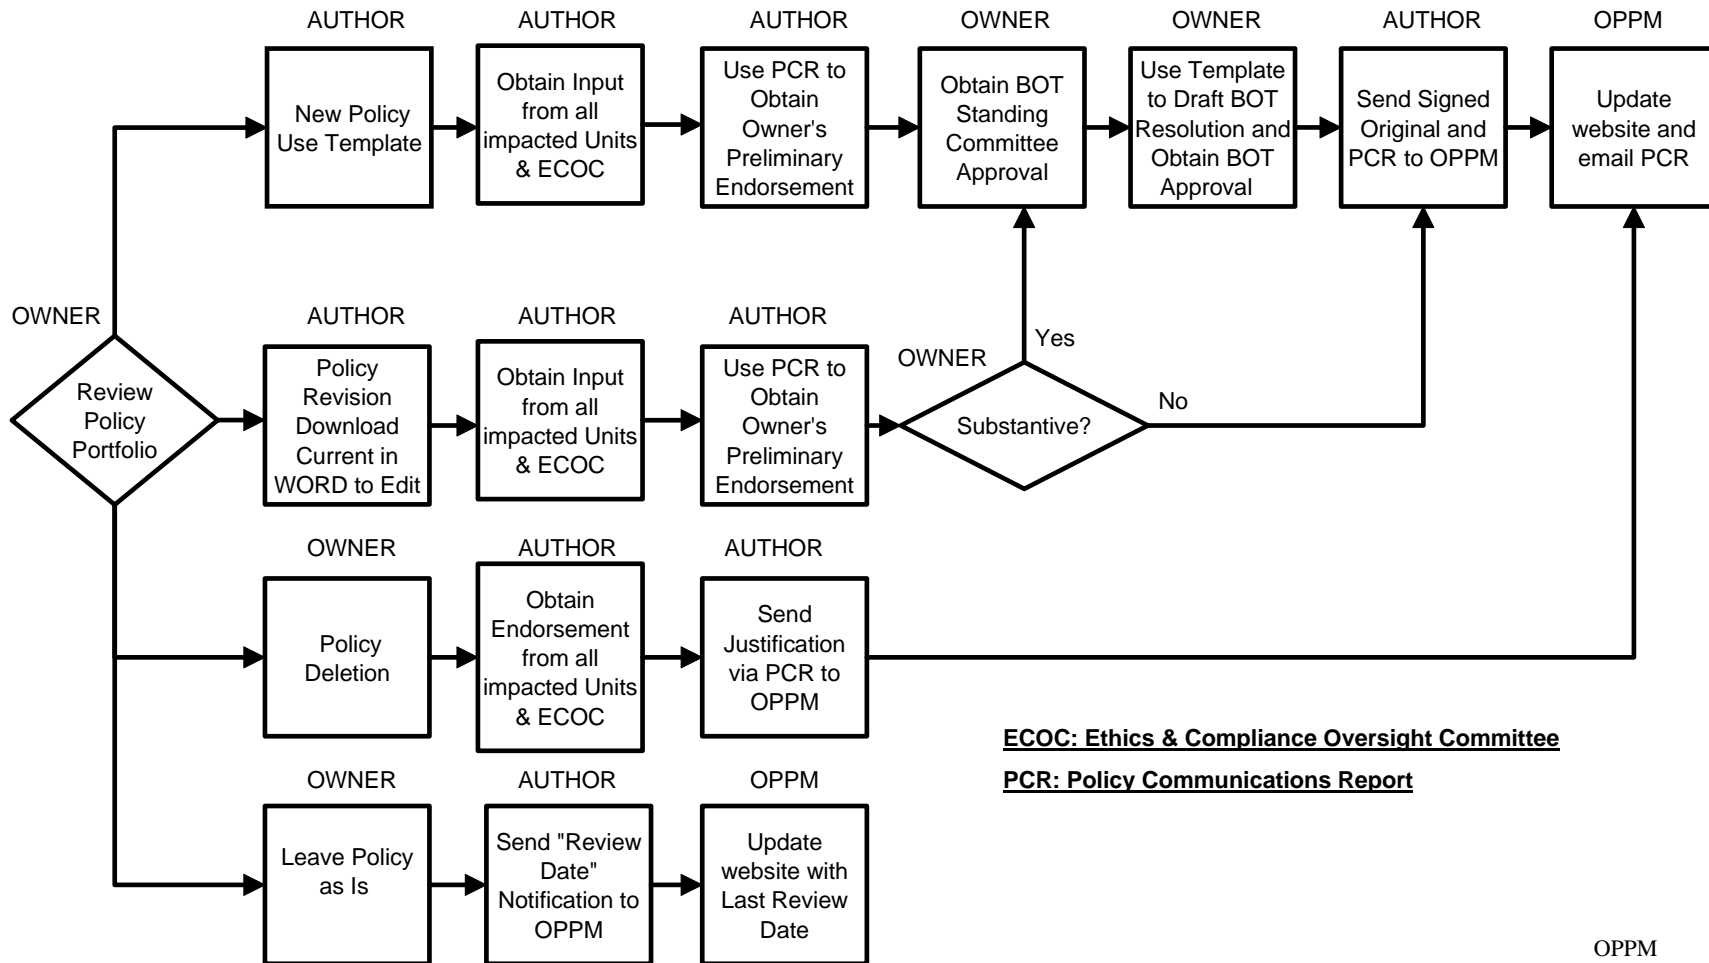 AUTHOR
AUTHOR
AUTHOR
OWNER
OWNER
AUTHOR
OPPM
New Policy
Use Template
Obtain Input
from all
impacted Units
& ECOC
Use PCR to
Obtain
Owner's
Preliminary
Endorsement
Obtain BOT
Standing
Committee
Approval
Use Template
to Draft BOT
Resolution and
Obtain BOT
Approval
Send Signed
Original and
PCR to OPPM
Update
website and
email PCR
OWNER
Review
Policy
Portfolio
AUTHOR
AUTHOR
AUTHOR
Policy
Revision
Download
Current in
WORD to Edit
Obtain Input
from all
impacted Units
& ECOC
Use PCR to
Obtain
Owner's
Preliminary
Endorsement
OWNER
Substantive?
Yes
No
OWNER
AUTHOR
AUTHOR
Policy
Deletion
Obtain
Endorsement
from all
impacted Units
& ECOC
Send
Justification
via PCR to
OPPM
ECOC: Ethics & Compliance Oversight Committee
PCR: Policy Communications Report
OWNER
AUTHOR
OPPM
Leave Policy
as Is
Send "Review
Date"
Notification to
OPPM
Update
website with
Last Review
Date
OPPM